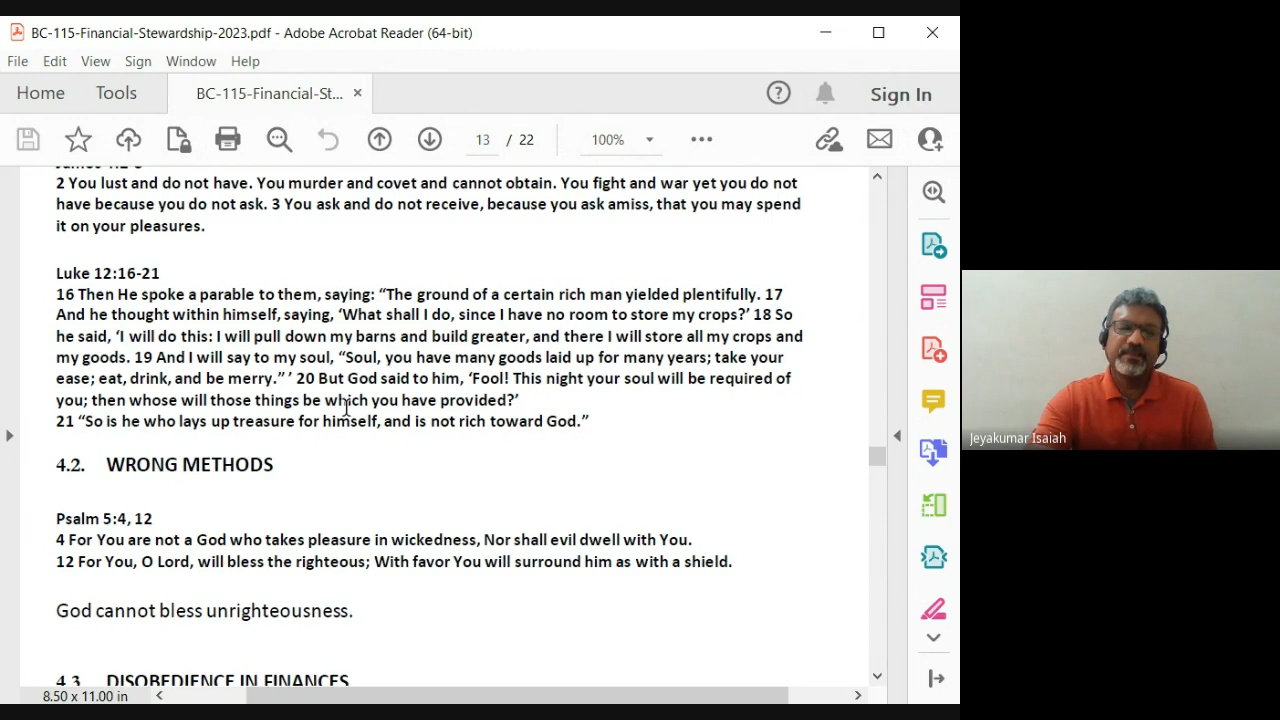 BC-115-Financial-Stewardship-2023.pdf - Adobe Acrobat Reader (64-bit)
File Edit View Sign Window Help
Home Tools BC-115-Financial-St... × Sign In
13 / 22 100%
2 You lust and do not have. You murder and covet and cannot obtain. You fight and war yet you do not
have because you do not ask. 3 You ask and do not receive, because you ask amiss, that you may spend
it on your pleasures.
Luke 12:16-21
16 Then He spoke a parable to them, saying: “The ground of a certain rich man yielded plentifully. 17
And he thought within himself, saying, ‘What shall I do, since I have no room to store my crops?’ 18 So
he said, ‘I will do this: I will pull down my barns and build greater, and there I will store all my crops and
my goods. 19 And I will say to my soul, “Soul, you have many goods laid up for many years; take your
ease; eat, drink, and be merry.” ’ 20 But God said to him, ‘Fool! This night your soul will be required of
you; then whose will those things be which you have provided?’
21 “So is he who lays up treasure for himself, and is not rich toward God.”
4.2. WRONG METHODS
Psalm 5:4, 12
4 For You are not a God who takes pleasure in wickedness, Nor shall evil dwell with You.
12 For You, O Lord, will bless the righteous; With favor You will surround him as with a shield.
God cannot bless unrighteousness.
4.3 DISOBEDIENCE IN FINANCES
8.50 x 11.00 in
Jeyakumar Isaiah